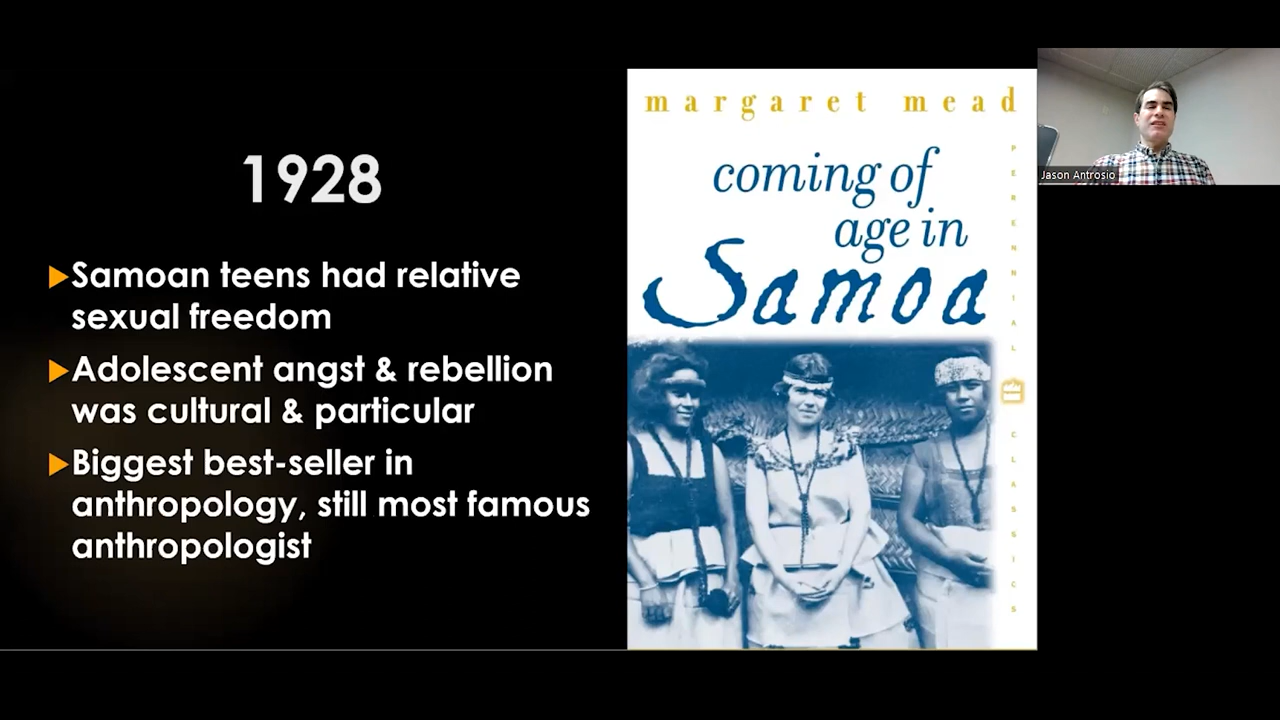 1928
Samoan teens had relative
sexual freedom
Adolescent angst & rebellion
was cultural & particular
Biggest best-seller in
anthropology, still most famous
anthropologist
margaret mead
coming of
age in
Samoa
PERENNIAL
CLASSICS
Jason Antrosio